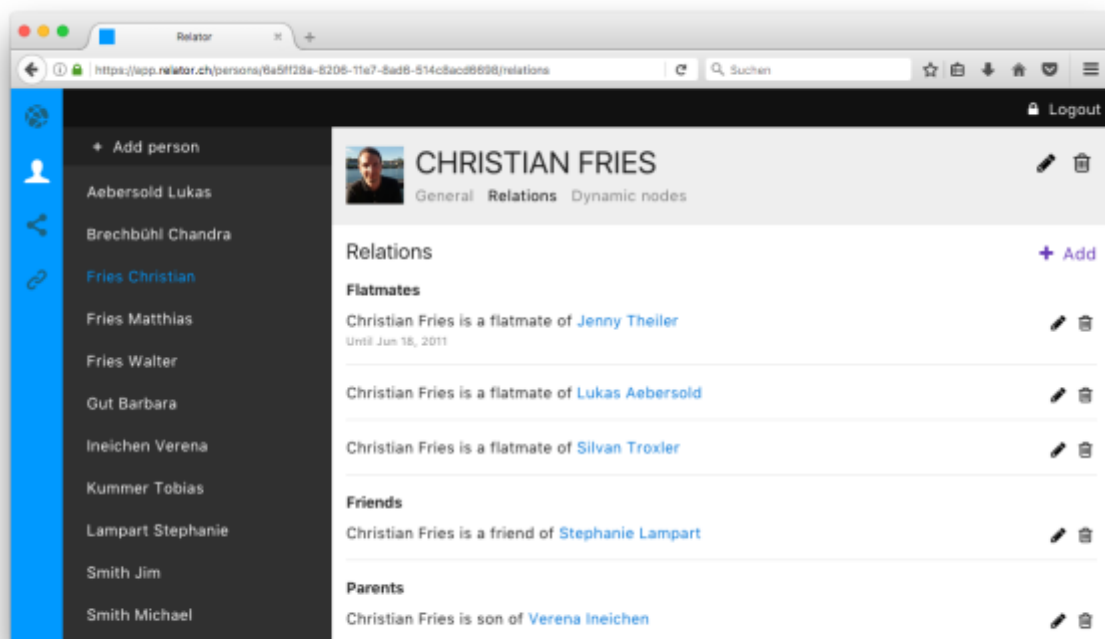 Relator
https://app.relator.ch/persons/6a5ff28a-8206-11e7-8ad6-514c8acd6698/relations
Suchen
Logout
+ Add person
Aebersold Lukas
Brechbühl Chandra
Fries Christian
Fries Matthias
Fries Walter
Gut Barbara
Ineichen Verena
Kummer Tobias
Lampart Stephanie
Smith Jim
Smith Michael
CHRISTIAN FRIES
General Relations Dynamic nodes
Relations
+ Add
Flatmates
Christian Fries is a flatmate of Jenny Theiler
Until Jun 18, 2011
Christian Fries is a flatmate of Lukas Aebersold
Christian Fries is a flatmate of Silvan Troxler
Friends
Christian Fries is a friend of Stephanie Lampart
Parents
Christian Fries is son of Verena Ineichen